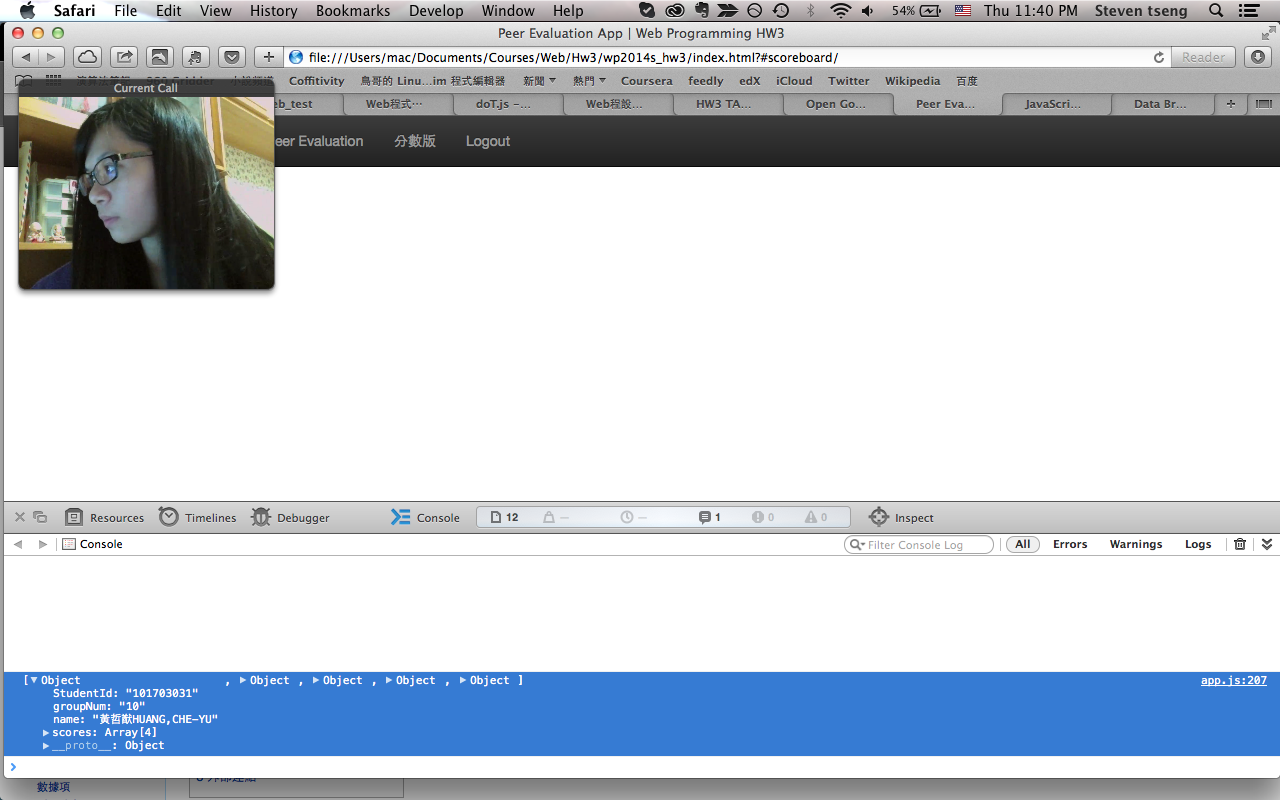 Safari File Edit View History Bookmarks Develop Window Help 54% Thu 11:40 PM Steven tseng
Peer Evaluation App | Web Programming HW3
file:///Users/mac/Documents/Courses/Web/Hw3/wp2014s_hw3/index.html?#scoreboard/ Reader
Coffitivity 鳥哥的 Linu...im 程式編輯器 新聞 熱門 Coursera feedly edX iCloud Twitter Wikipedia 百度
Current Call
eb_test Web程式… doT.js -... Web程設... HW3 TA... Open Go... Peer Eva... JavaScri... Data Br... +
eer Evaluation 分數版 Logout
Resources Timelines Debugger Console 12 — — 1 0 0 Inspect
Console Filter Console Log All Errors Warnings Logs
[▼Object , ▶Object , ▶Object , ▶Object , ▶Object ] app.js:207
StudentId: "101703031"
groupNum: "10"
name: "黃哲猷HUANG,CHE-YU"
▶scores: Array[4]
▶__proto__: Object
>
數據項